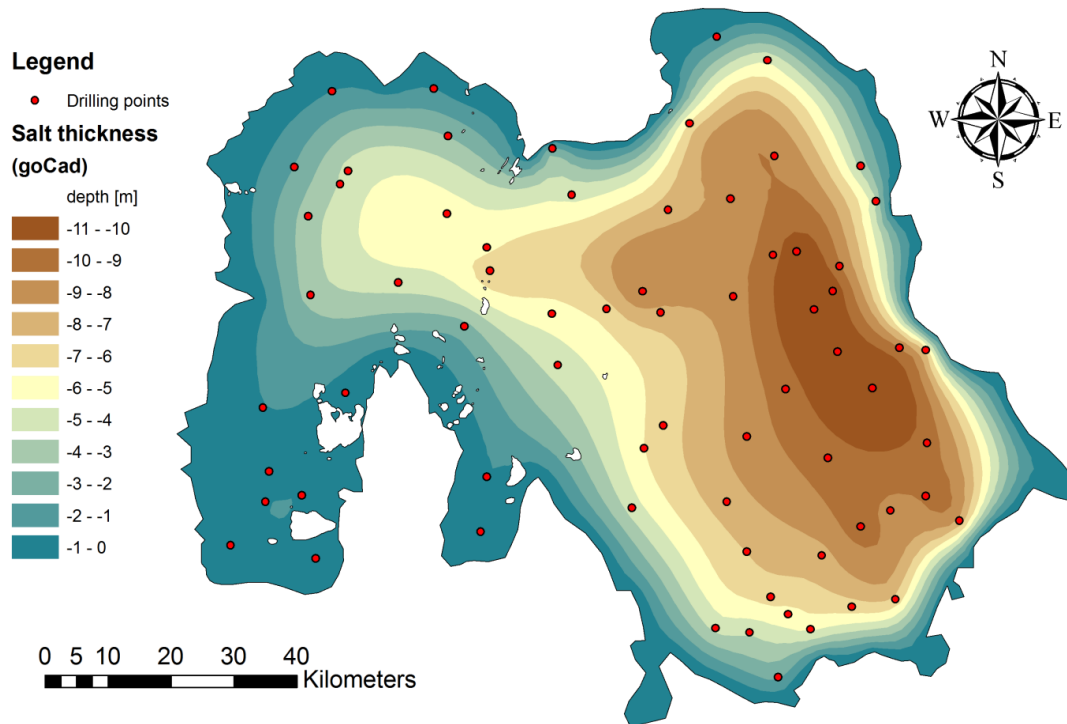 Legend
Drilling points
Salt thickness
(goCad)
depth [m]
-11 - -10
-10 - -9
-9 - -8
-8 - -7
-7 - -6
-6 - -5
-5 - -4
-4 - -3
-3 - -2
-2 - -1
-1 - 0
0 5 10 20 30 40
Kilometers
N
W E
S